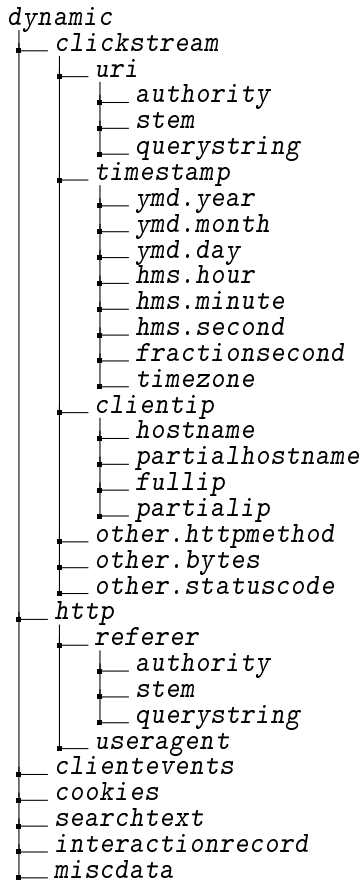 dynamic
clickstream
uri
authority
stem
querystring
timestamp
ymd.year
ymd.month
ymd.day
hms.hour
hms.minute
hms.second
fractionsecond
timezone
clientip
hostname
partialhostname
fullip
partialip
other.httpmethod
other.bytes
other.statuscode
http
referer
authority
stem
querystring
useragent
clientevents
cookies
searchtext
interactionrecord
miscdata